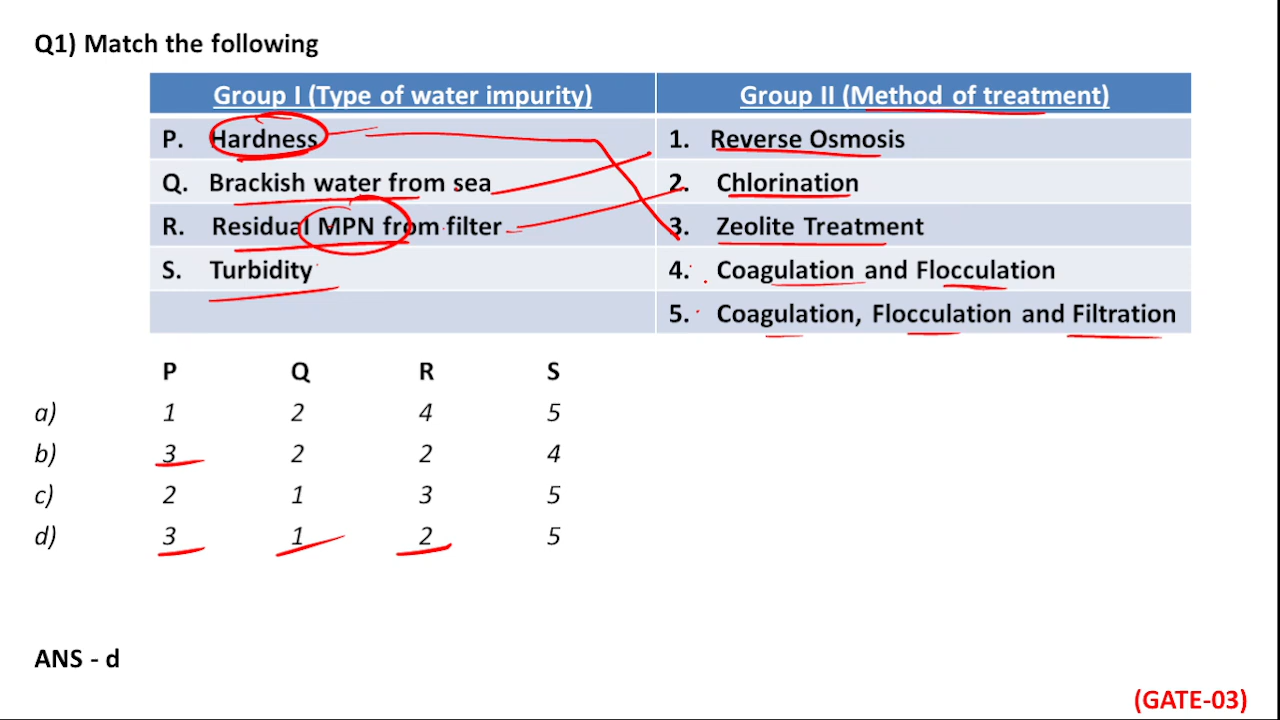 Q1) Match the following
Group I (Type of water impurity) Group II (Method of treatment)
P. Hardness 1. Reverse Osmosis
Q. Brackish water from sea 2. Chlorination
R. Residual MPN from filter 3. Zeolite Treatment
S. Turbidity 4. Coagulation and Flocculation
5. Coagulation, Flocculation and Filtration
P Q R S
a) 1 2 4 5
b) 3 2 2 4
c) 2 1 3 5
d) 3 1 2 5
ANS - d
(GATE-03)